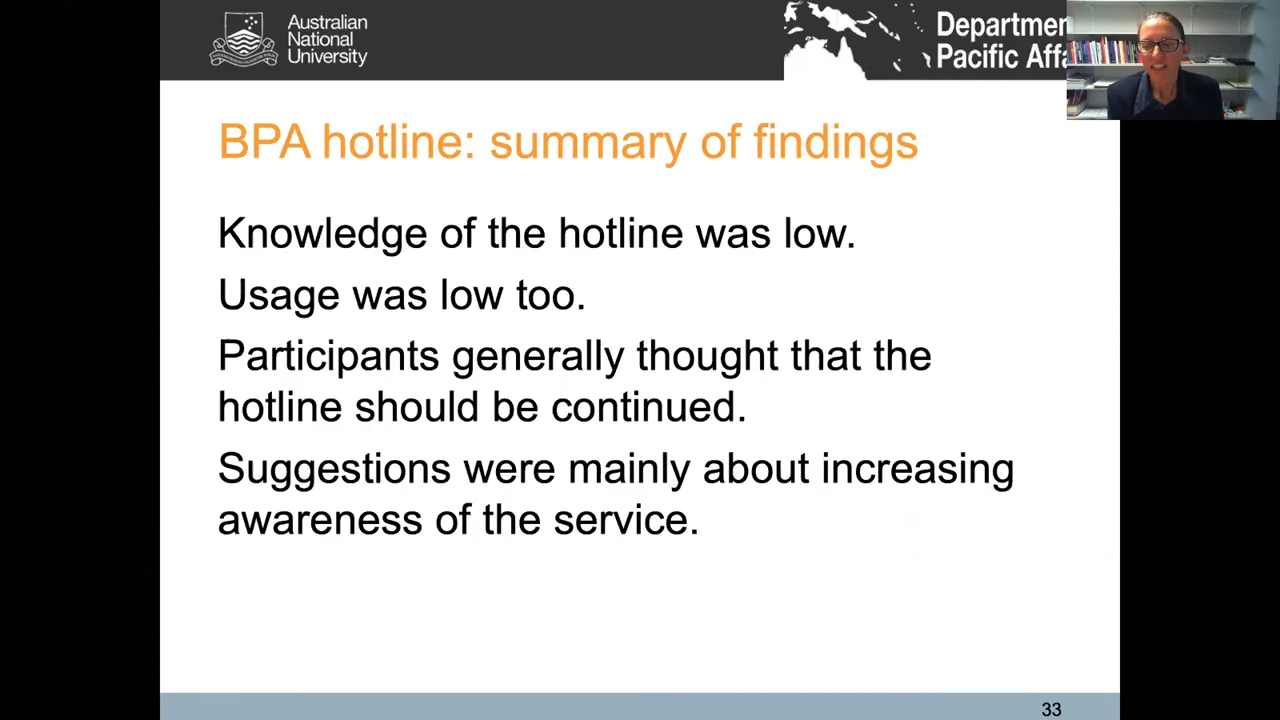 Australian
National
University
Department
Pacific Affa
BPA hotline: summary of findings
Knowledge of the hotline was low.
Usage was low too.
Participants generally thought that the
hotline should be continued.
Suggestions were mainly about increasing
awareness of the service.
33